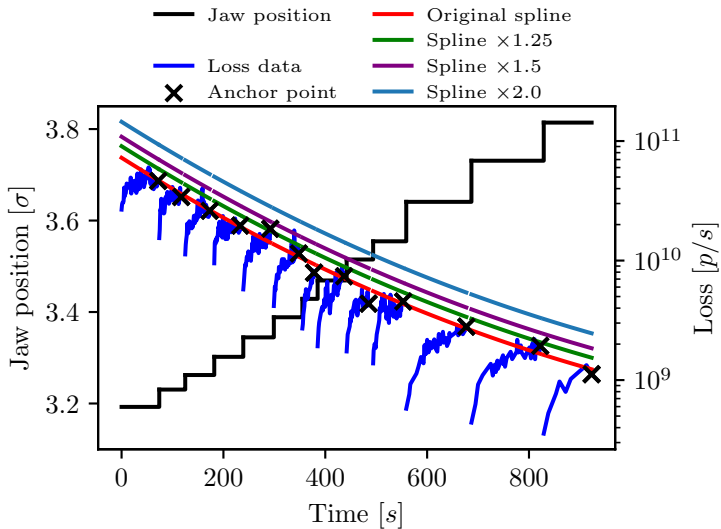 Jaw position
Loss data
Anchor point
Original spline
Spline ×1.25
Spline ×1.5
Spline ×2.0
Jaw position [σ]
3.8
3.6
3.4
3.2
10^11
10^10
10^9
Loss [p/s]
0 200 400 600 800
Time [s]